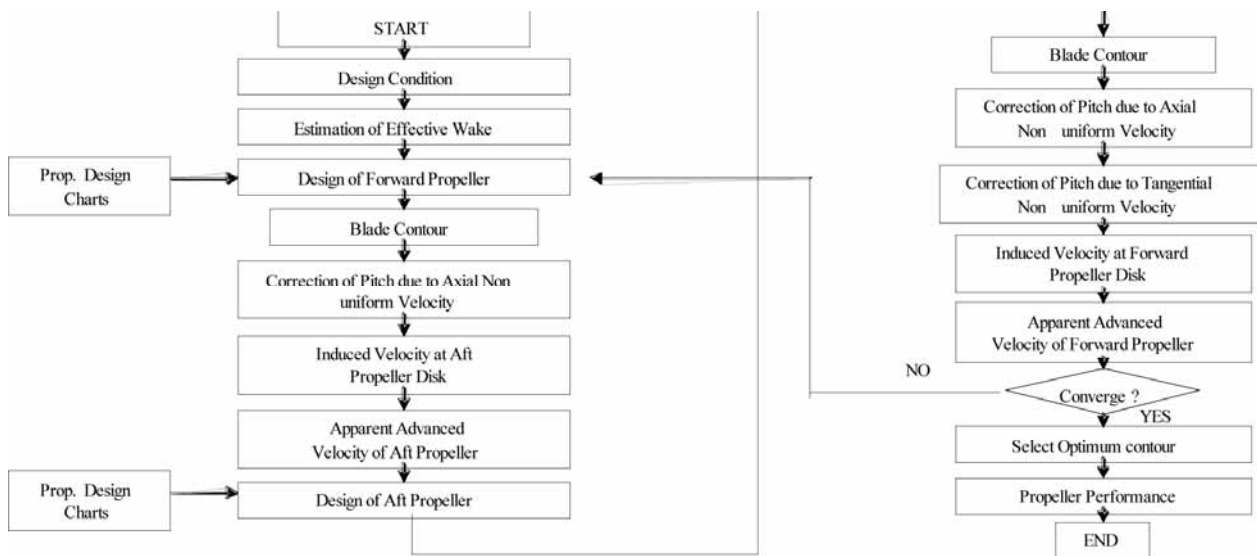 START
Design Condition
Estimation of Effective Wake
Prop. Design
Charts
Design of Forward Propeller
Blade Contour
Correction of Pitch due to Axial Non
uniform Velocity
Induced Velocity at Aft
Propeller Disk
Apparent Advanced
Velocity of Aft Propeller
Prop. Design
Charts
Design of Aft Propeller
Blade Contour
Correction of Pitch due to Axial
Non uniform Velocity
Correction of Pitch due to Tangential
Non uniform Velocity
Induced Velocity at Forward
Propeller Disk
Apparent Advanced
Velocity of Forward Propeller
NO
Converge ?
YES
Select Optimum contour
Propeller Performance
END